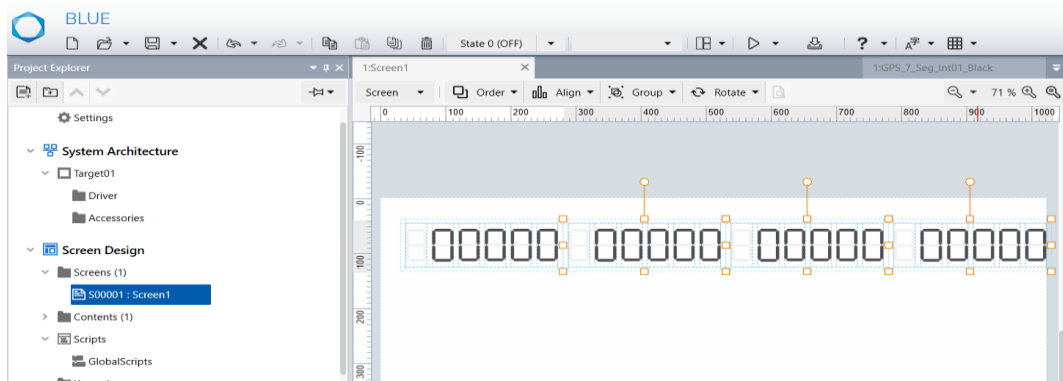 BLUE
State 0 (OFF)
Project Explorer
1:Screen1
1:GPS_7_Seg_Int01_Black
Screen Order Align Group Rotate 71 %
0 100 200 300 400 500 600 700 800 900 1000
Settings
System Architecture
Target01
Driver
Accessories
Screen Design
Screens (1)
S00001 : Screen1
Contents (1)
Scripts
GlobalScripts
-100
0
100
200
300
00000 00000 00000 00000